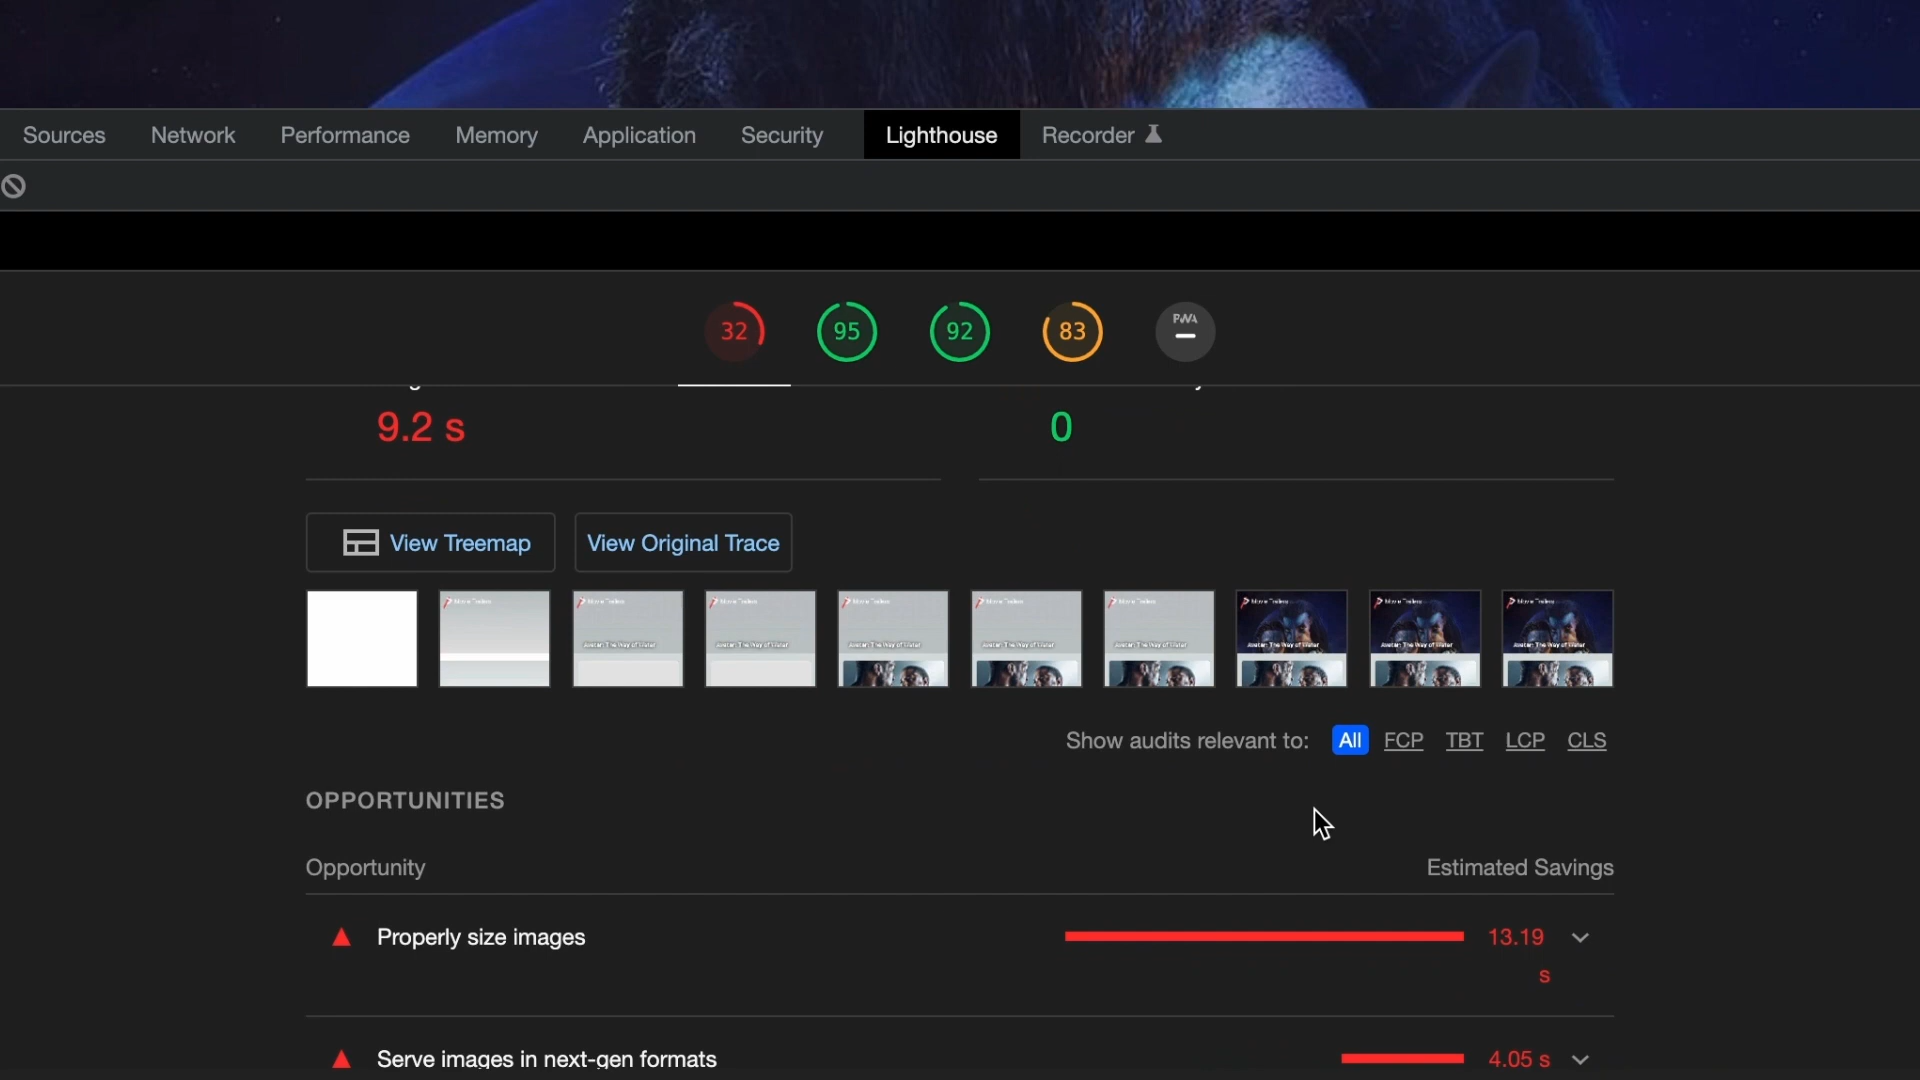 Sources Network Performance Memory Application Security Lighthouse Recorder
32 95 92 83 PWA
9.2 s 0
View Treemap View Original Trace
Show audits relevant to: All FCP TBT LCP CLS
OPPORTUNITIES
Opportunity Estimated Savings
Properly size images 13.19
s
Serve images in next-gen formats 4.05 s